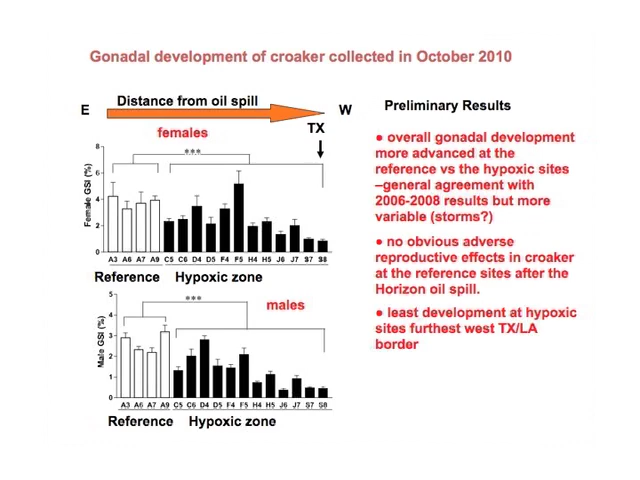 Gonadal development of croaker collected in October 2010
E
Distance from oil spill
W
females
TX
***
Female GSI (%)
8
6
4
2
0
A3 A6 A7 A9 C5 C6 D4 D5 F4 F5 H4 H5 J6 J7 S7 S8
Reference Hypoxic zone
***
males
Male GSI (%)
5
4
3
2
1
0
A3 A6 A7 A9 C5 C6 D4 D5 F4 F5 H4 H5 J6 J7 S7 S8
Reference Hypoxic zone
Preliminary Results
● overall gonadal development
more advanced at the
reference vs the hypoxic sites
–general agreement with
2006-2008 results but more
variable (storms?)
● no obvious adverse
reproductive effects in croaker
at the reference sites after the
Horizon oil spill.
● least development at hypoxic
sites furthest west TX/LA
border